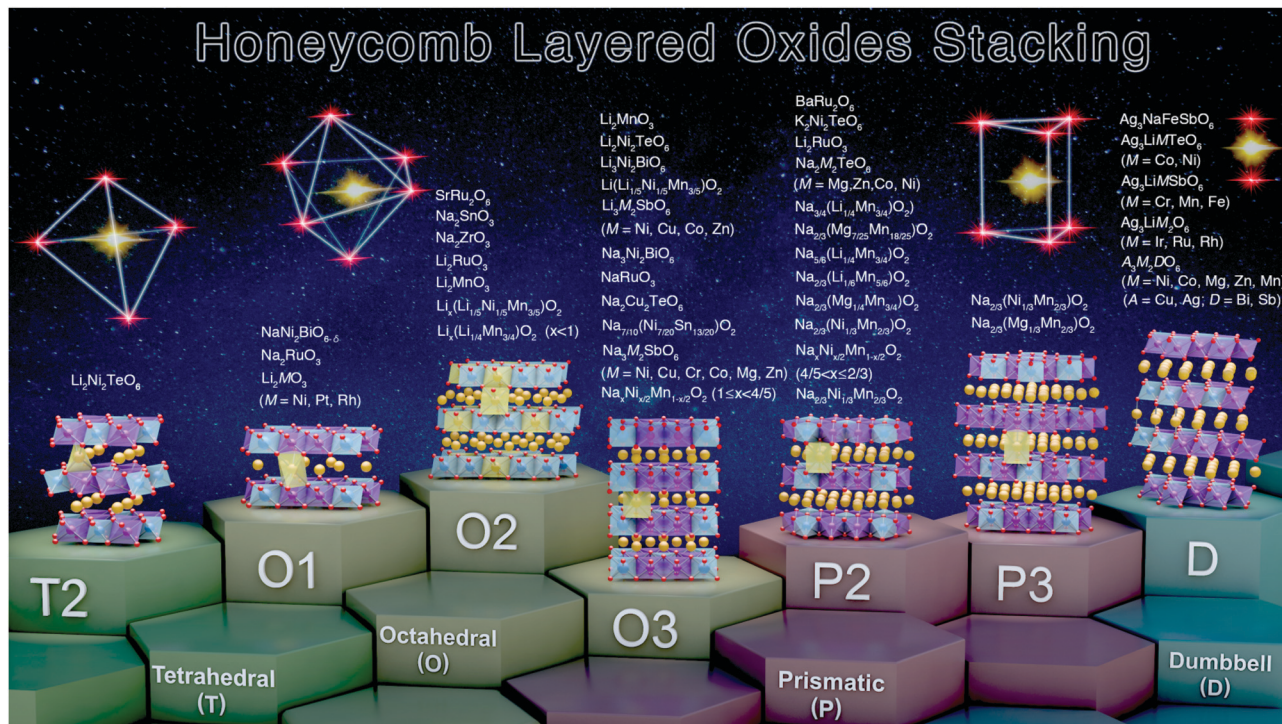 Honeycomb Layered Oxides Stacking
Li₂Ni₂TeO₆
NaNi₂BiO₆₋δ
Na₂RuO₃
Li₂MO₃
(M = Ni, Pt, Rh)
SrRu₂O₆
Na₂SnO₃
Na₂ZrO₃
Li₂RuO₃
Li₂MnO₃
Liₓ(Li₁/₅Ni₁/₅Mn₃/₅)O₂
Liₓ(Li₁/₄Mn₃/₄)O₂ (x<1)
Li₂MnO₃
Li₂Ni₂TeO₆
Li₃Ni₂BiO₆
Li(Li₁/₅Ni₁/₅Mn₃/₅)O₂
Li₃M₂SbO₆
(M = Ni, Cu, Co, Zn)
Na₃Ni₂BiO₆
NaRuO₃
Na₂Cu₂TeO₆
Na₇/₁₀(Ni₇/₂₀Sn₁₃/₂₀)O₂
Na₃M₂SbO₆
(M = Ni, Cu, Cr, Co, Mg, Zn)
NaₓNiₓ/₂Mn₁₋ₓ/₂O₂ (1≤x<4/5)
BaRu₂O₆
K₂Ni₂TeO₆
Li₂RuO₃
Na₂M₂TeO₆
(M = Mg,Zn,Co, Ni)
Na₃/₄(Li₁/₄Mn₃/₄)O₂)
Na₂/₃(Mg₇/₂₅Mn₁₈/₂₅)O₂
Na₅/₆(Li₁/₄Mn₃/₄)O₂
Na₂/₃(Li₁/₆Mn₅/₆)O₂
Na₂/₃(Mg₁/₄Mn₃/₄)O₂
Na₂/₃(Ni₁/₃Mn₂/₃)O₂
NaₓNiₓ/₂Mn₁₋ₓ/₂O₂
(4/5<x≤2/3)
Na₂/₃Ni₁/₃Mn₂/₃O₂
Na₂/₃(Ni₁/₃Mn₂/₃)O₂
Na₂/₃(Mg₁/₃Mn₂/₃)O₂
Ag₃NaFeSbO₆
Ag₃LiMTeO₆
(M = Co, Ni)
Ag₃LiMSbO₆
(M = Cr, Mn, Fe)
Ag₃LiM₂O₆
(M = Ir, Ru, Rh)
A₃M₂DO₆
(M = Ni, Co, Mg, Zn, Mn)
(A = Cu, Ag; D = Bi, Sb)
T2
O1
O2
O3
P2
P3
D
Tetrahedral
(T)
Octahedral
(O)
Prismatic
(P)
Dumbbell
(D)